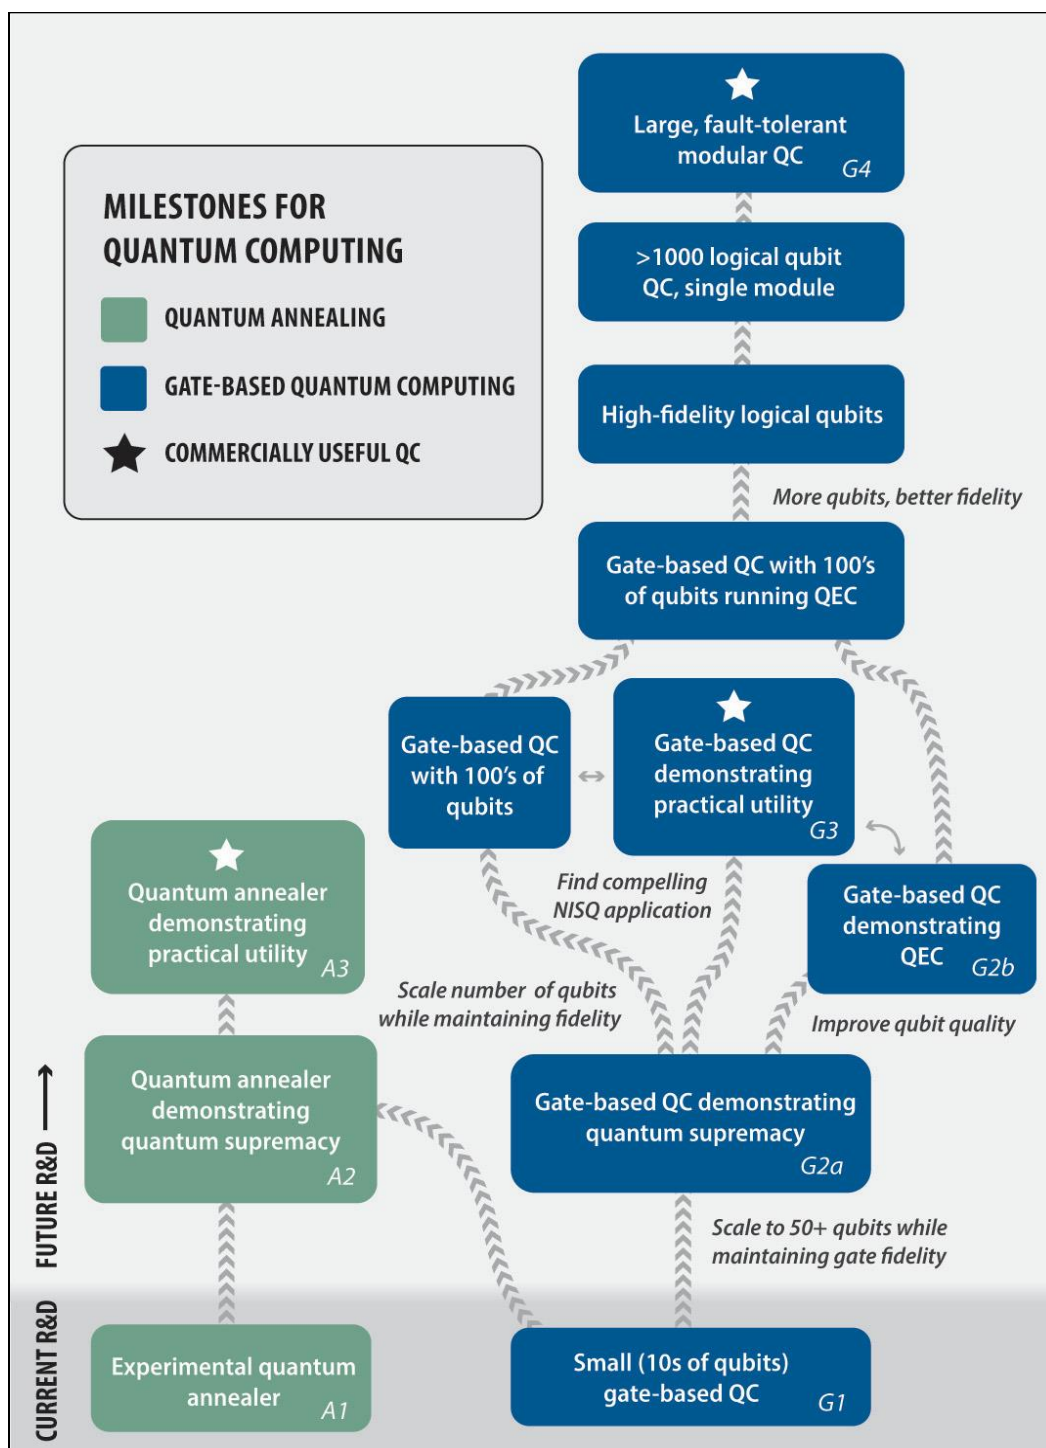 Large, fault-tolerant
modular QC
G4
MILESTONES FOR
QUANTUM COMPUTING
QUANTUM ANNEALING
GATE-BASED QUANTUM COMPUTING
COMMERCIALLY USEFUL QC
>1000 logical qubit
QC, single module
High-fidelity logical qubits
More qubits, better fidelity
Gate-based QC with 100's
of qubits running QEC
Gate-based QC
with 100's of
qubits
Gate-based QC
demonstrating
practical utility
G3
Quantum annealer
demonstrating
practical utility
A3
Find compelling
NISQ application
Gate-based QC
demonstrating
QEC
G2b
Scale number of qubits
while maintaining fidelity
Improve qubit quality
Quantum annealer
demonstrating
quantum supremacy
A2
Gate-based QC demonstrating
quantum supremacy
G2a
Scale to 50+ qubits while
maintaining gate fidelity
FUTURE R&D
CURRENT R&D
Experimental quantum
annealer
A1
Small (10s of qubits)
gate-based QC
G1